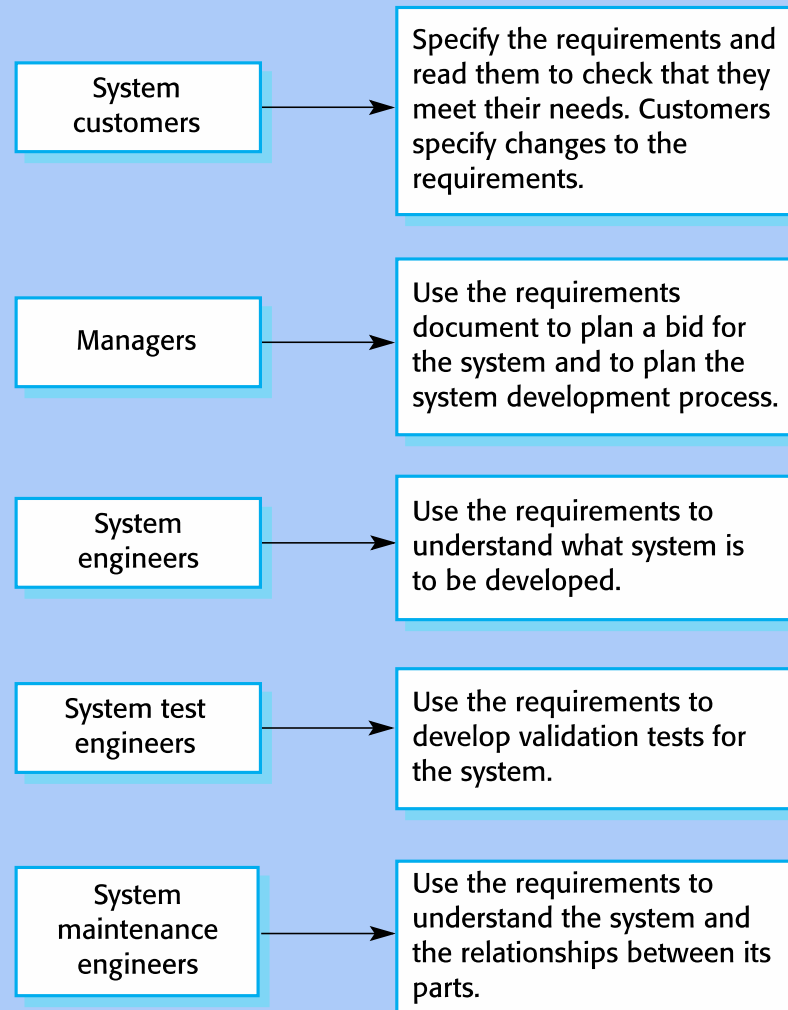 System
customers
Specify the requirements and
read them to check that they
meet their needs. Customers
specify changes to the
requirements.
Managers
Use the requirements
document to plan a bid for
the system and to plan the
system development process.
System
engineers
Use the requirements to
understand what system is
to be developed.
System test
engineers
Use the requirements to
develop validation tests for
the system.
System
maintenance
engineers
Use the requirements to
understand the system and
the relationships between its
parts.